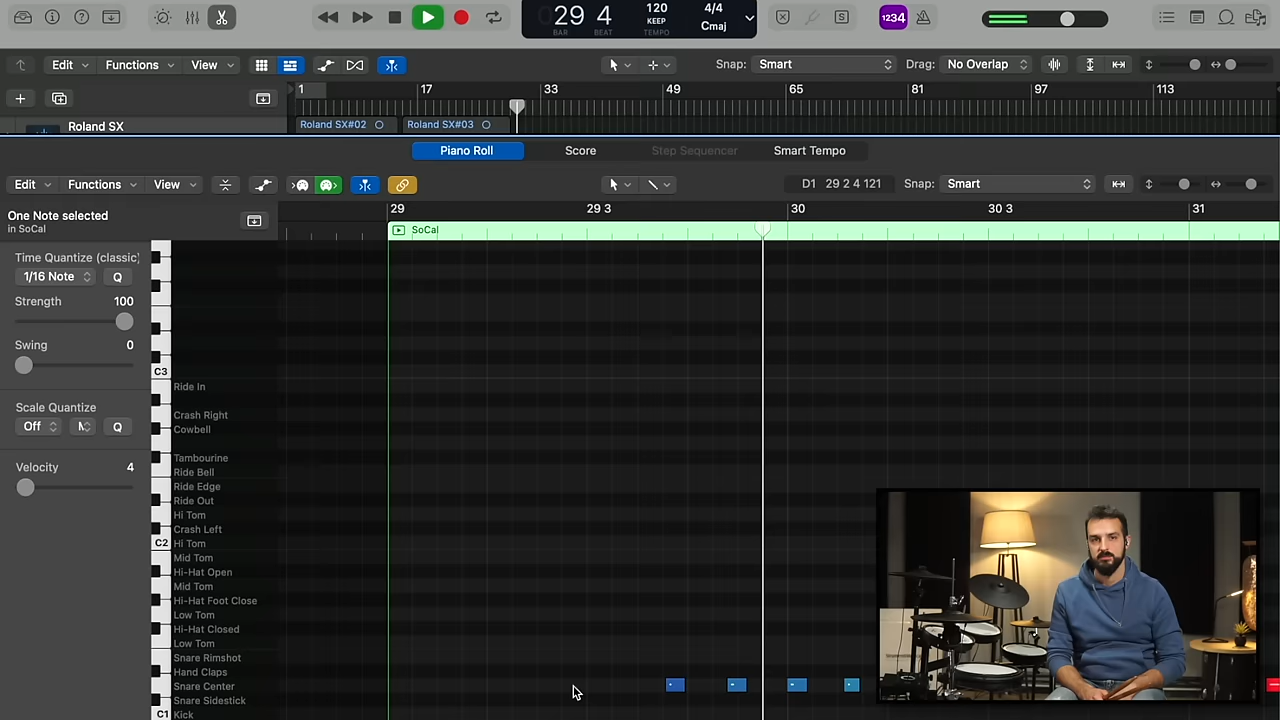 29 4 120 4/4
KEEP Cmaj
BAR BEAT TEMPO
1234
Edit Functions View Snap: Smart Drag: No Overlap
1 17 33 49 65 81 97 113
Roland SX Roland SX#02 Roland SX#03
Piano Roll Score Step Sequencer Smart Tempo
Edit Functions View D1 29 2 4 121 Snap: Smart
One Note selected
in SoCal
29 29 3 30 30 3 31
SoCal
Time Quantize (classic)
1/16 Note Q
Strength 100
Swing 0
Scale Quantize
Off Q
Velocity 4
C3
Ride In
Crash Right
Cowbell
Tambourine
Ride Bell
Ride Edge
Ride Out
Hi Tom
Crash Left
C2 Hi Tom
Mid Tom
Hi-Hat Open
Mid Tom
Hi-Hat Foot Close
Low Tom
Hi-Hat Closed
Low Tom
Snare Rimshot
Hand Claps
Snare Center
Snare Sidestick
C1 Kick